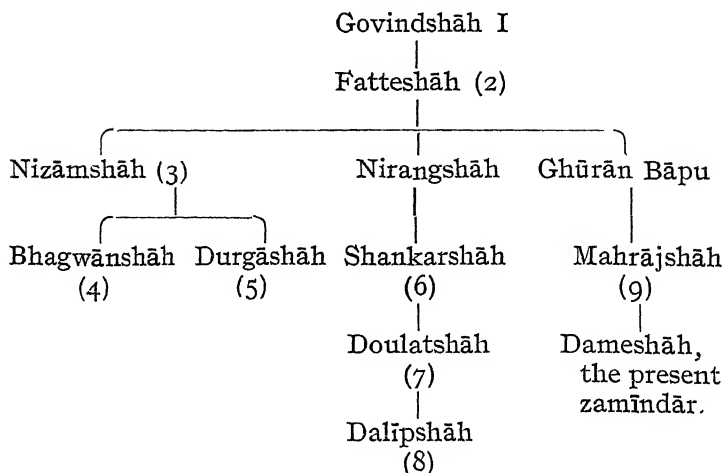 Govindshāh I
Fatteshāh (2)
Nizāmshāh (3) Nirangshāh Ghūrān Bāpu
Bhagwānshāh Durgāshāh Shankarshāh Mahrājshāh
(4) (5) (6) (9)
Doulatshāh Dameshāh,
(7) the present
zamīndār.
Dalīpshāh
(8)